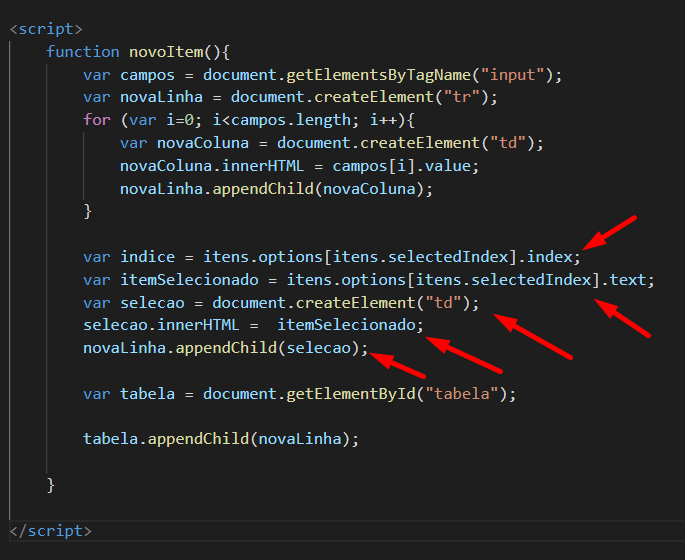 <script>
function novoItem(){
var campos = document.getElementsByTagName("input");
var novaLinha = document.createElement("tr");
for (var i=0; i<campos.length; i++){
var novaColuna = document.createElement("td");
novaColuna.innerHTML = campos[i].value;
novaLinha.appendChild(novaColuna);
}
var indice = itens.options[itens.selectedIndex].index;
var itemSelecionado = itens.options[itens.selectedIndex].text;
var selecao = document.createElement("td");
selecao.innerHTML =  itemSelecionado;
novaLinha.appendChild(selecao);
var tabela = document.getElementById("tabela");
tabela.appendChild(novaLinha);
}
</script>